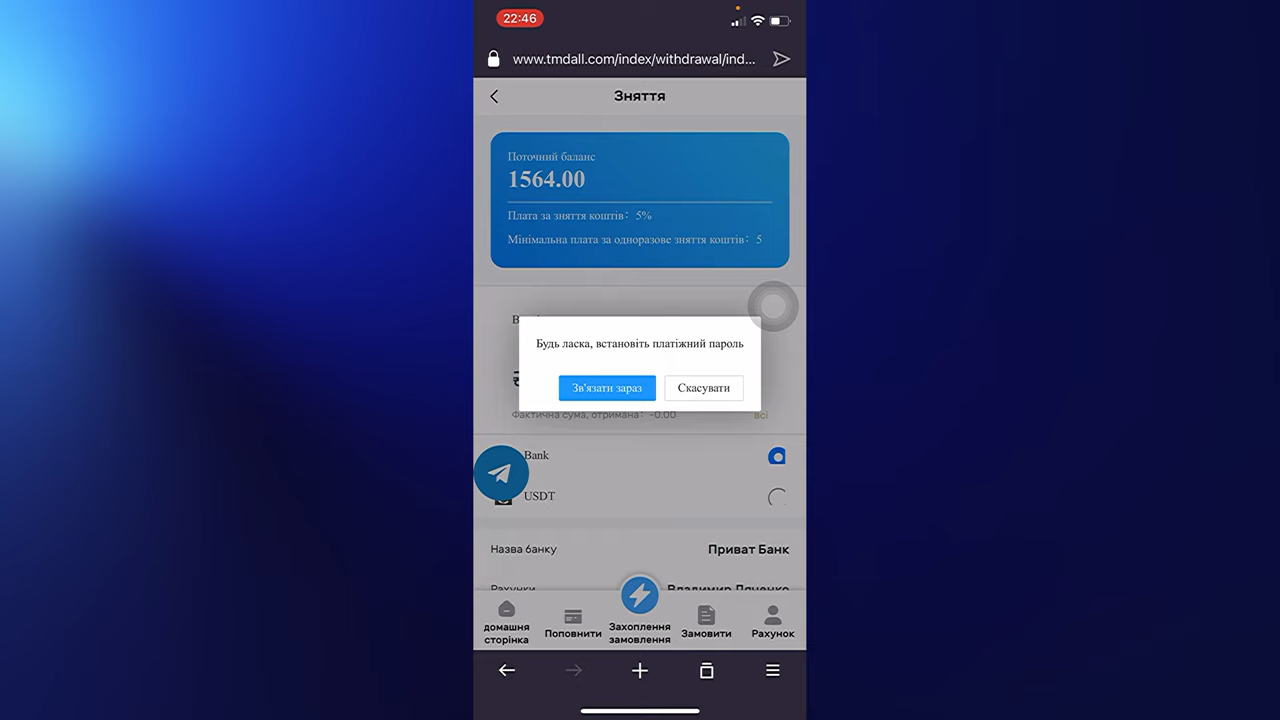 22:46
www.tmdall.com/index/withdrawal/ind...
Зняття
Поточний баланс
1564.00
Плата за зняття коштів: 5%
Мінімальна плата за одноразове зняття коштів: 5
Будь ласка, встановіть платіжний пароль
Зв'язати зараз
Скасувати
Фактична сума, отримана: -0.00
всі
Bank
USDT
Назва банку
Приват Банк
Рахунки
домашня
сторінка
Поповнити
Захоплення
замовлення
Замовити
Рахунок